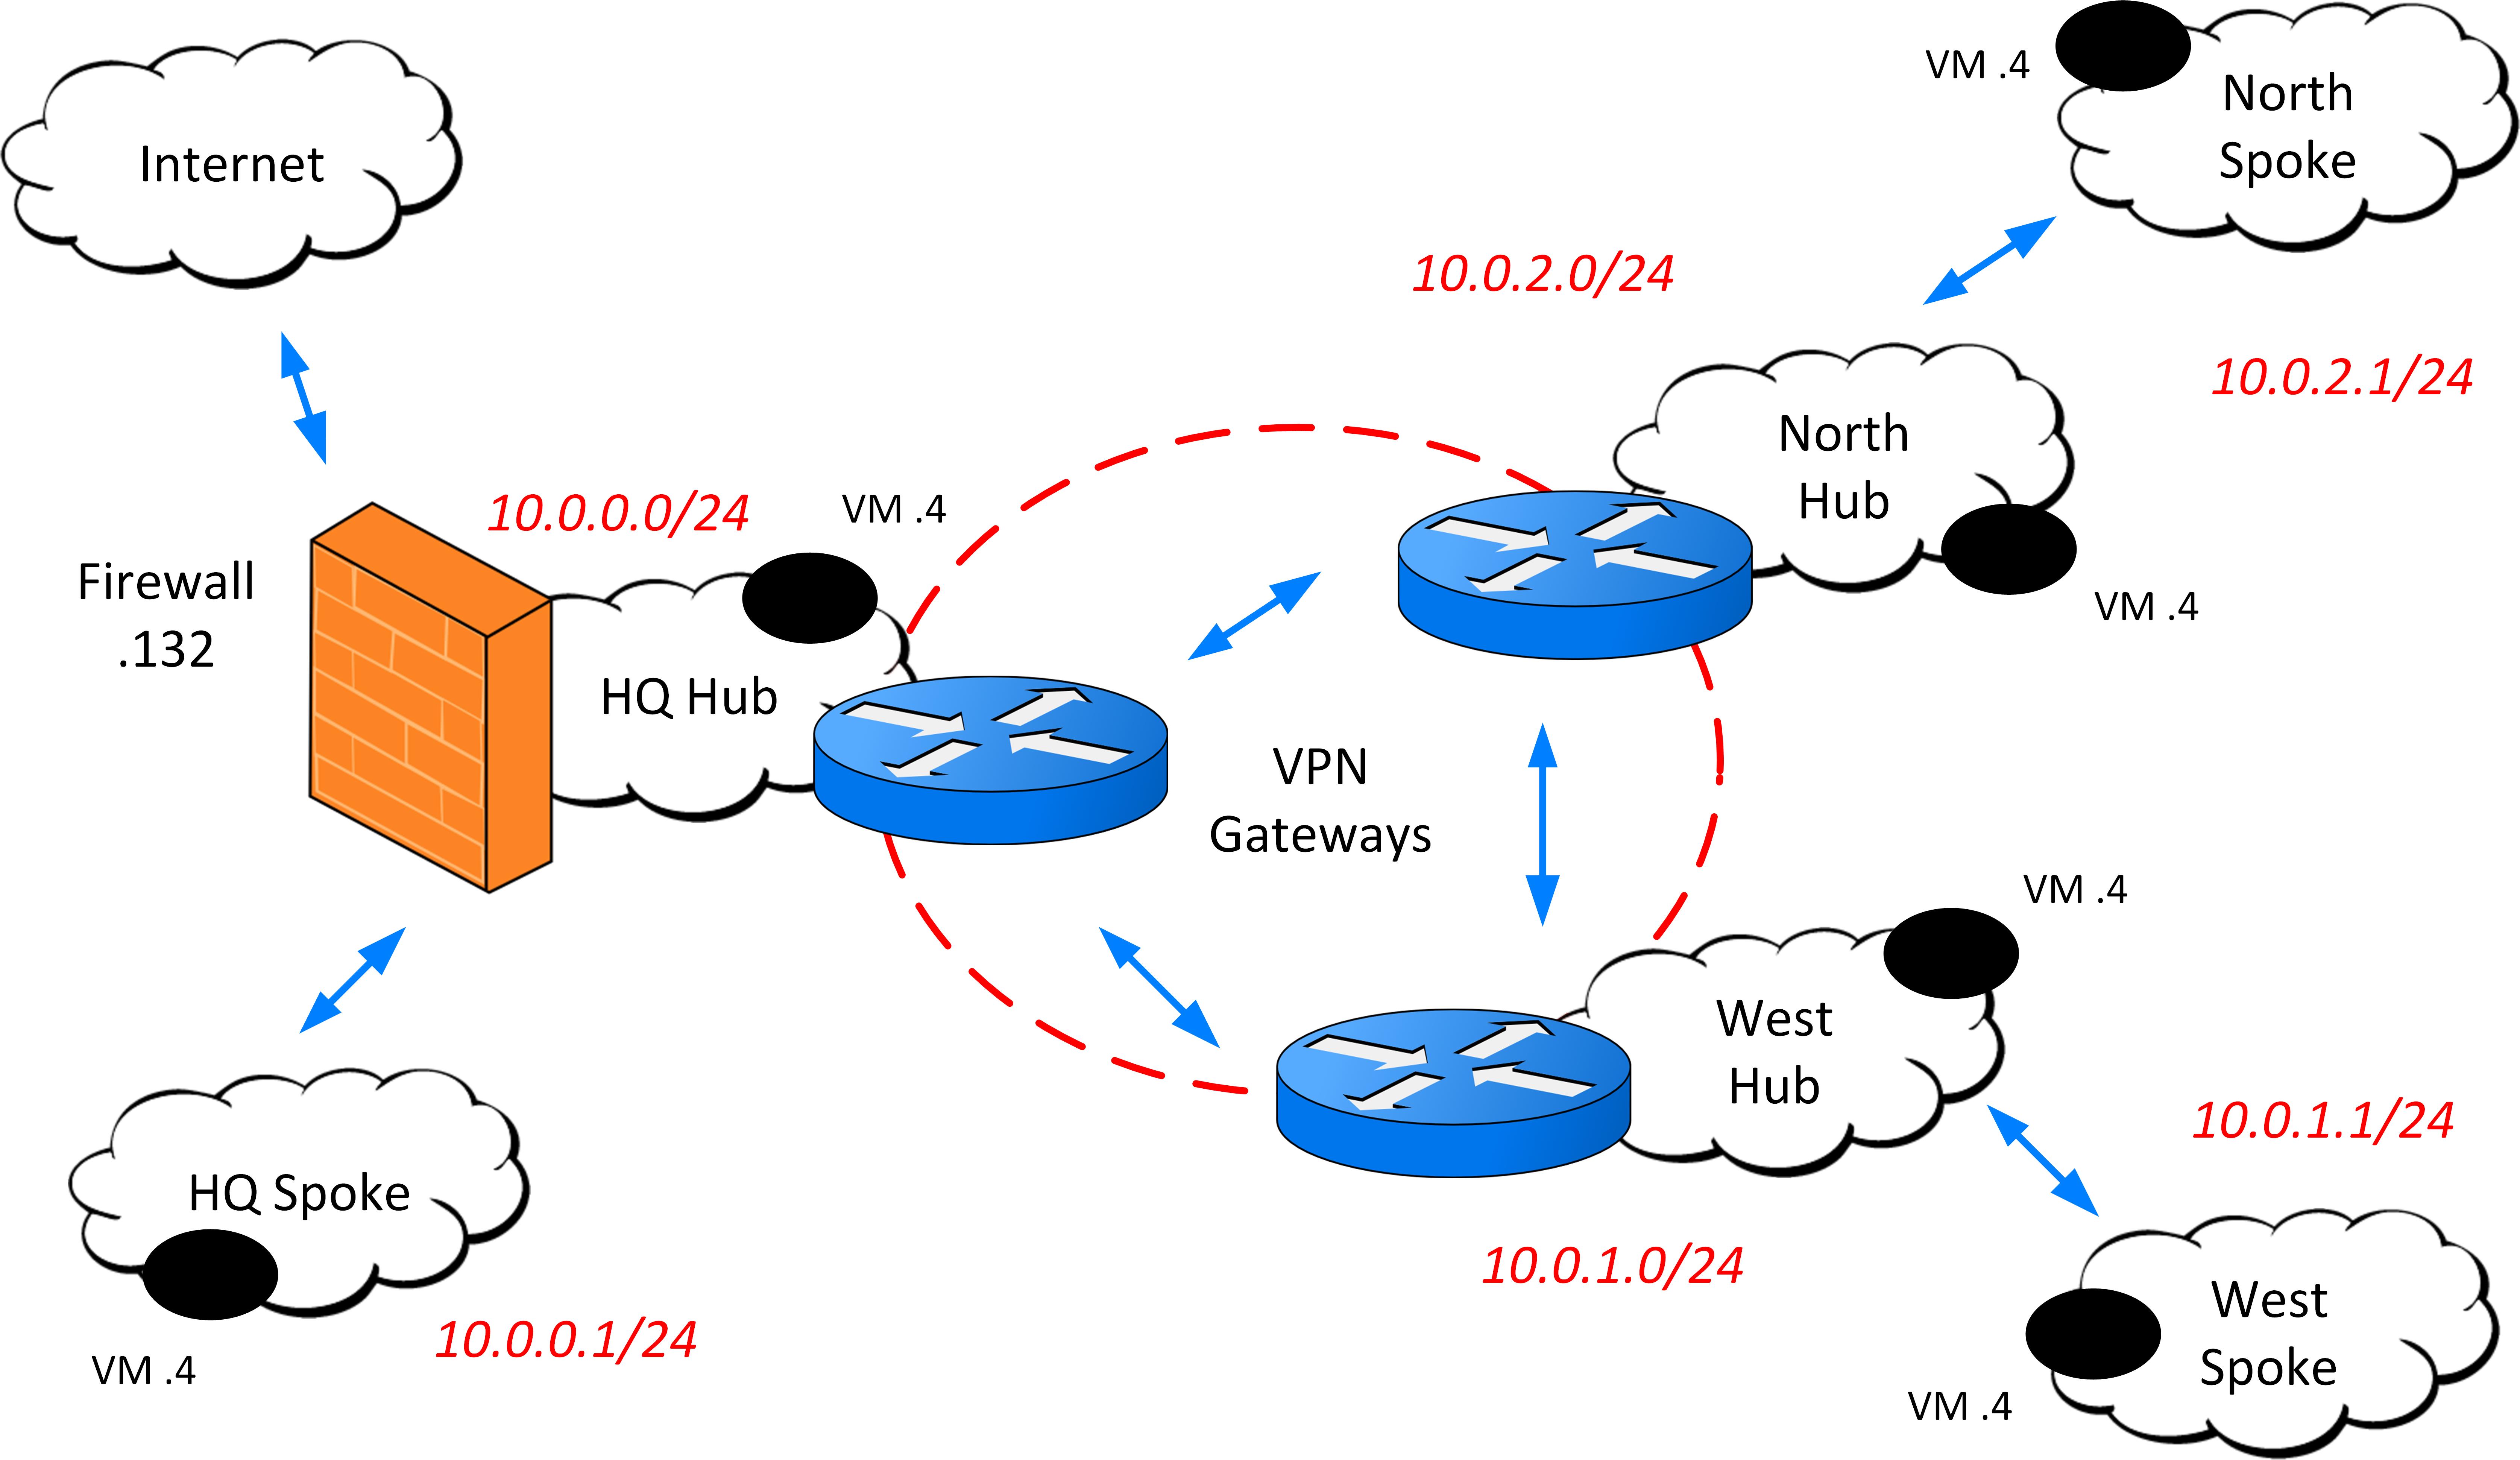 Internet
VM .4
North
Spoke
10.0.2.0/24
10.0.2.1/24
North
Hub
VM .4
10.0.0.0/24
VM .4
Firewall
.132
HQ Hub
VPN
Gateways
VM .4
West
Hub
10.0.1.1/24
10.0.1.0/24
HQ Spoke
10.0.0.1/24
VM .4
West
Spoke
VM .4